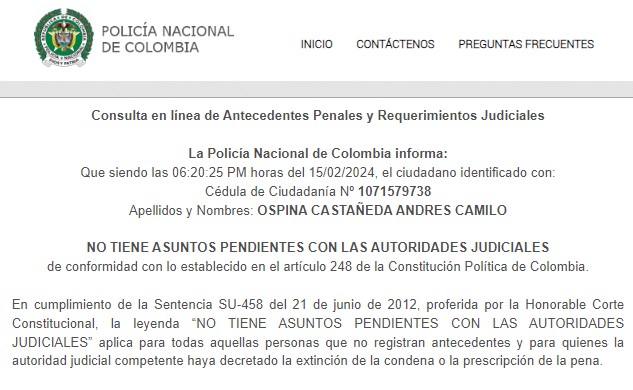 POLICÍA NACIONAL
DE COLOMBIA
INICIO CONTÁCTENOS PREGUNTAS FRECUENTES
Consulta en línea de Antecedentes Penales y Requerimientos Judiciales
La Policía Nacional de Colombia informa:
Que siendo las 06:20:25 PM horas del 15/02/2024, el ciudadano identificado con:
Cédula de Ciudadanía Nº 1071579738
Apellidos y Nombres: OSPINA CASTAÑEDA ANDRES CAMILO
NO TIENE ASUNTOS PENDIENTES CON LAS AUTORIDADES JUDICIALES
de conformidad con lo establecido en el artículo 248 de la Constitución Política de Colombia.
En cumplimiento de la Sentencia SU-458 del 21 de junio de 2012, proferida por la Honorable Corte
Constitucional, la leyenda “NO TIENE ASUNTOS PENDIENTES CON LAS AUTORIDADES
JUDICIALES” aplica para todas aquellas personas que no registran antecedentes y para quienes la
autoridad judicial competente haya decretado la extinción de la condena o la prescripción de la pena.